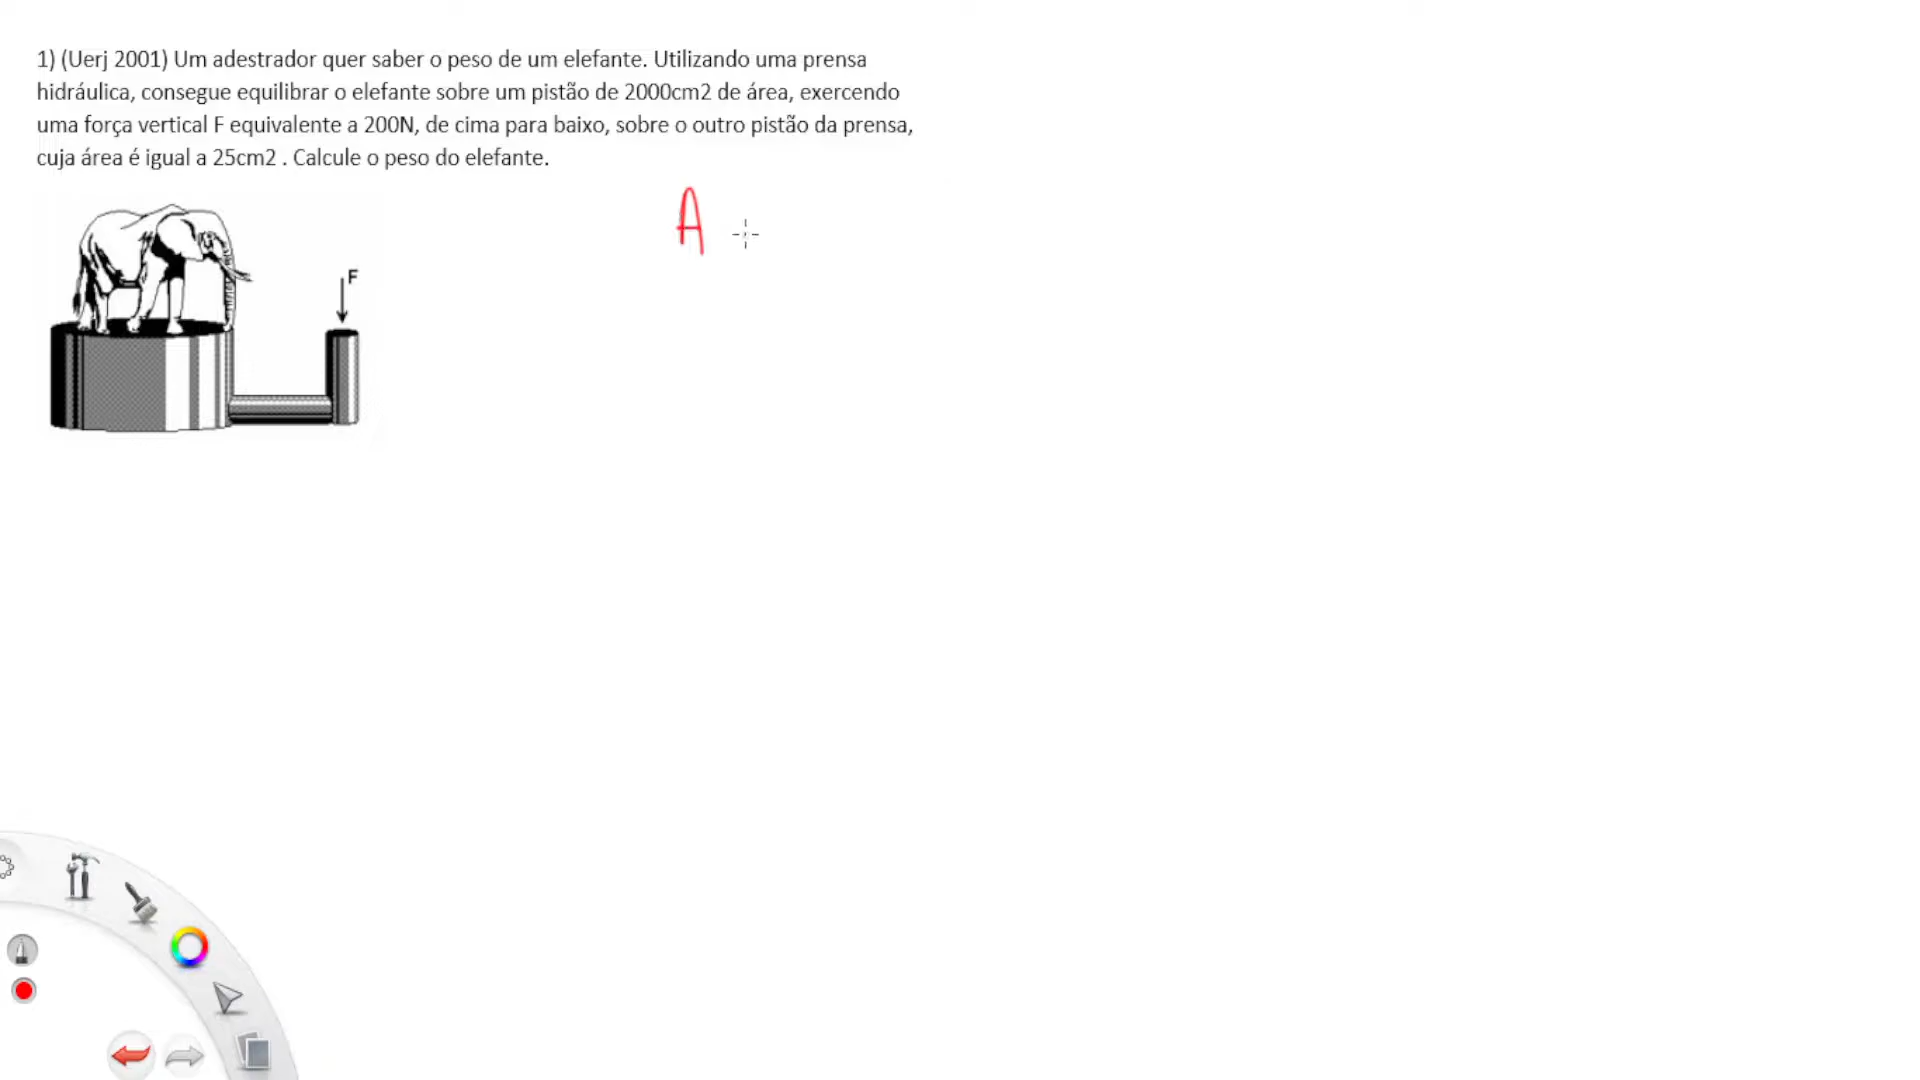 1) (Uerj 2001) Um adestrador quer saber o peso de um elefante. Utilizando uma prensa
hidráulica, consegue equilibrar o elefante sobre um pistão de 2000cm2 de área, exercendo
uma força vertical F equivalente a 200N, de cima para baixo, sobre o outro pistão da prensa,
cuja área é igual a 25cm2 . Calcule o peso do elefante.
A
F